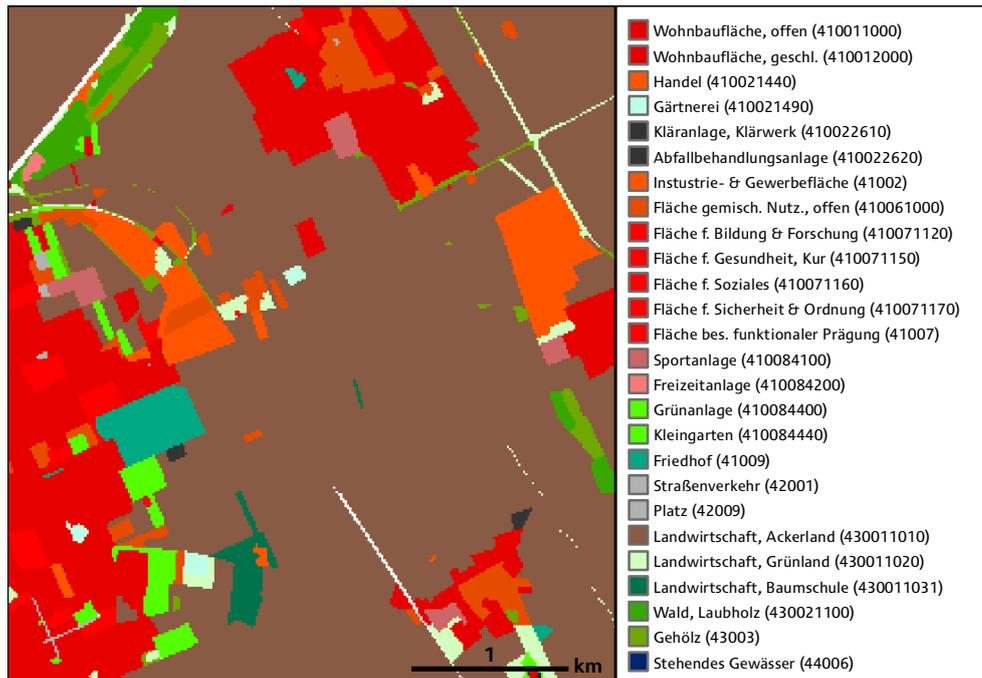 Wohnbaufläche, offen (410011000)
Wohnbaufläche, geschl. (410012000)
Handel (410021440)
Gärtnerei (410021490)
Kläranlage, Klärwerk (410022610)
Abfallbehandlungsanlage (410022620)
Instustrie- & Gewerbefläche (41002)
Fläche gemisch. Nutz., offen (410061000)
Fläche f. Bildung & Forschung (410071120)
Fläche f. Gesundheit, Kur (410071150)
Fläche f. Soziales (410071160)
Fläche f. Sicherheit & Ordnung (410071170)
Fläche bes. funktionaler Prägung (41007)
Sportanlage (410084100)
Freizeitanlage (410084200)
Grünanlage (410084400)
Kleingarten (410084440)
Friedhof (41009)
Straßenverkehr (42001)
Platz (42009)
Landwirtschaft, Ackerland (430011010)
Landwirtschaft, Grünland (430011020)
Landwirtschaft, Baumschule (430011031)
Wald, Laubholz (430021100)
Gehölz (43003)
Stehendes Gewässer (44006)
1
km